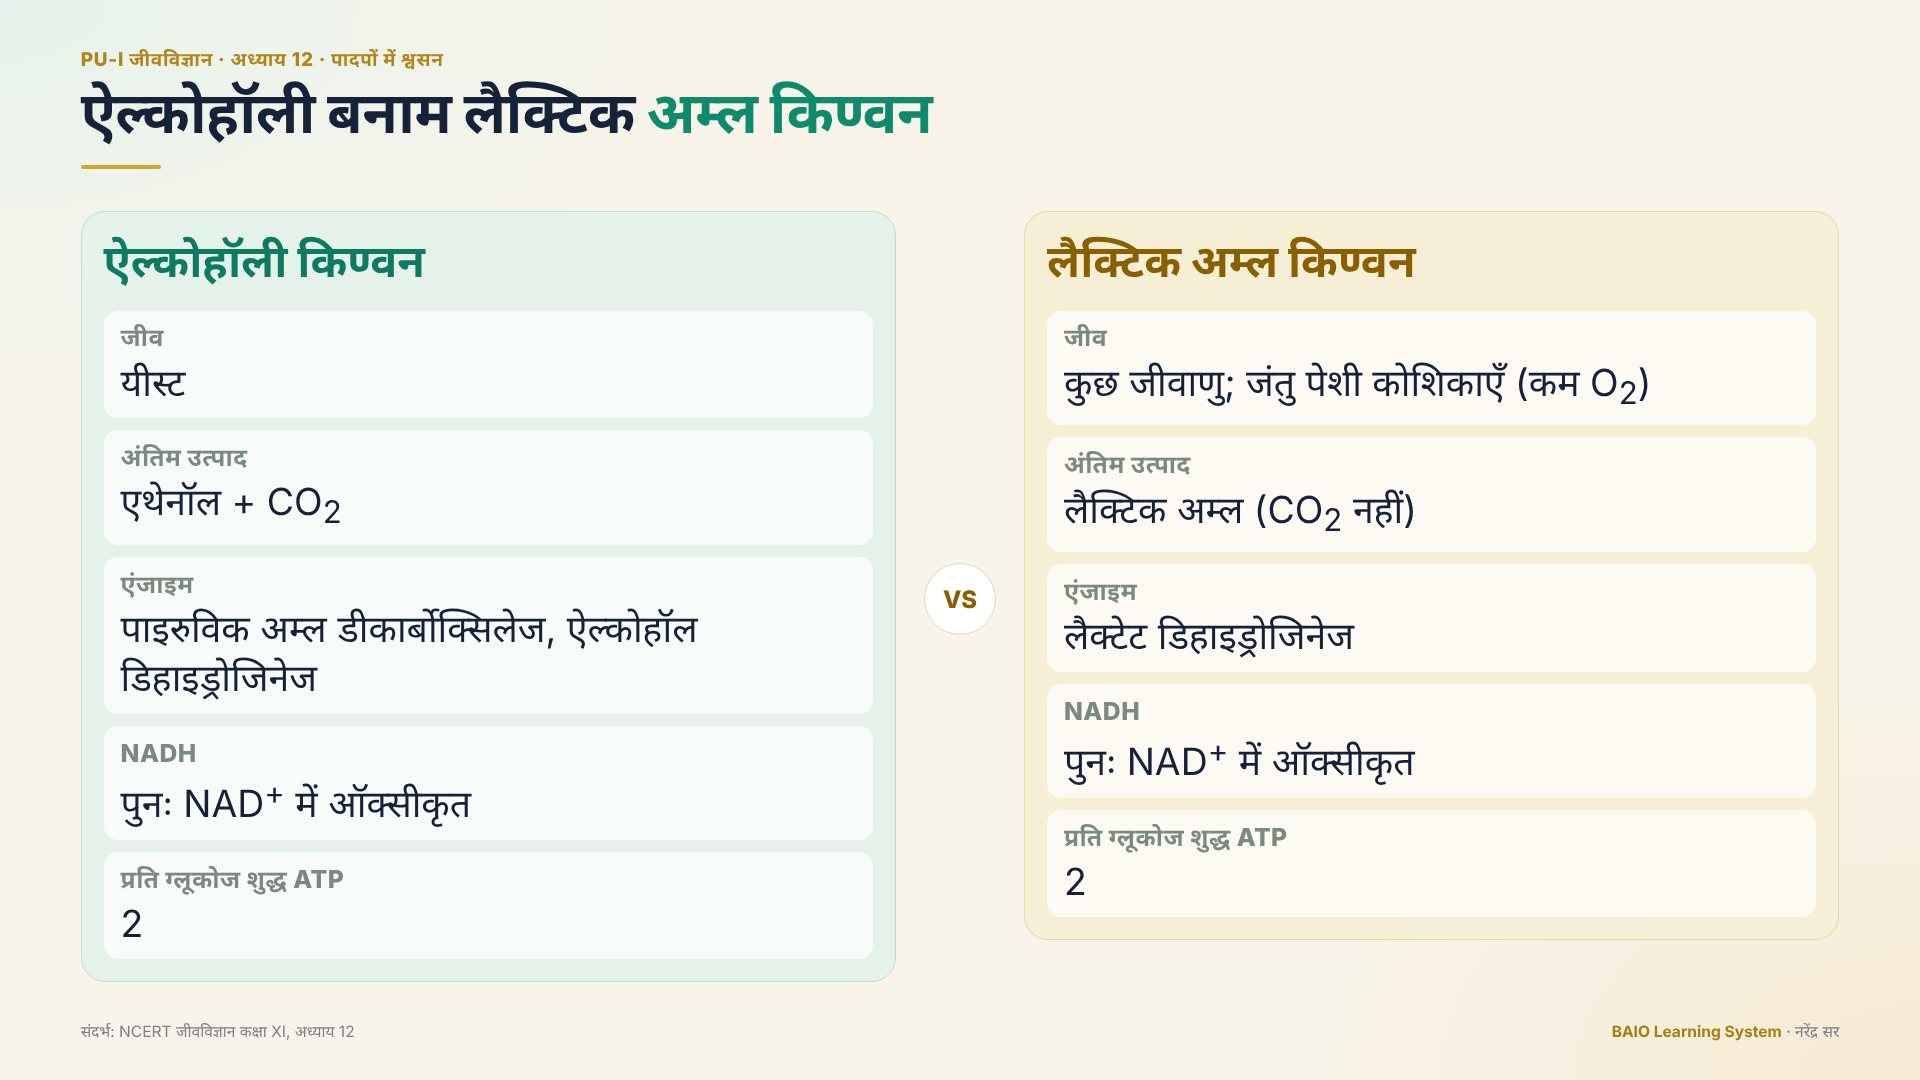 PU-I जीवविज्ञान · अध्याय 12 · पादपों में श्वसन
ऐल्कोहॉली बनाम लैक्टिक अम्ल किण्वन
ऐल्कोहॉली किण्वन
जीव
यीस्ट
अंतिम उत्पाद
एथेनॉल + CO₂
एंजाइम
पाइरुविक अम्ल डीकार्बोक्सिलेज, ऐल्कोहॉल
डिहाइड्रोजिनेज
NADH
पुनः NAD⁺ में ऑक्सीकृत
प्रति ग्लूकोज शुद्ध ATP
2
VS
लैक्टिक अम्ल किण्वन
जीव
कुछ जीवाणु; जंतु पेशी कोशिकाएँ (कम O₂)
अंतिम उत्पाद
लैक्टिक अम्ल (CO₂ नहीं)
एंजाइम
लैक्टेट डिहाइड्रोजिनेज
NADH
पुनः NAD⁺ में ऑक्सीकृत
प्रति ग्लूकोज शुद्ध ATP
2
संदर्भ: NCERT जीवविज्ञान कक्षा XI, अध्याय 12
BAIO Learning System · नरेंद्र सर